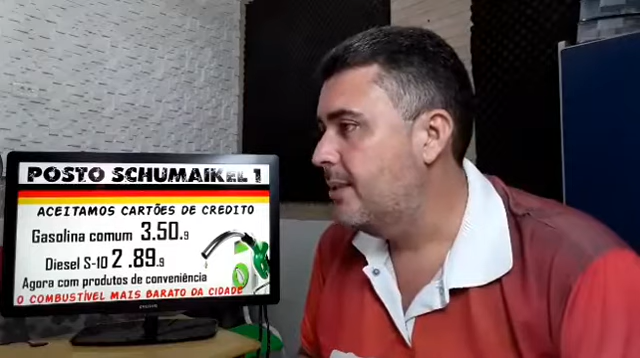 POSTO SCHUMAIKEL 1
ACEITAMOS CARTÕES DE CREDITO
Gasolina comum 3.50.9
Diesel S-10 2.89.9
Agora com produtos de conveniência
O COMBUSTÍVEL MAIS BARATO DA CIDADE